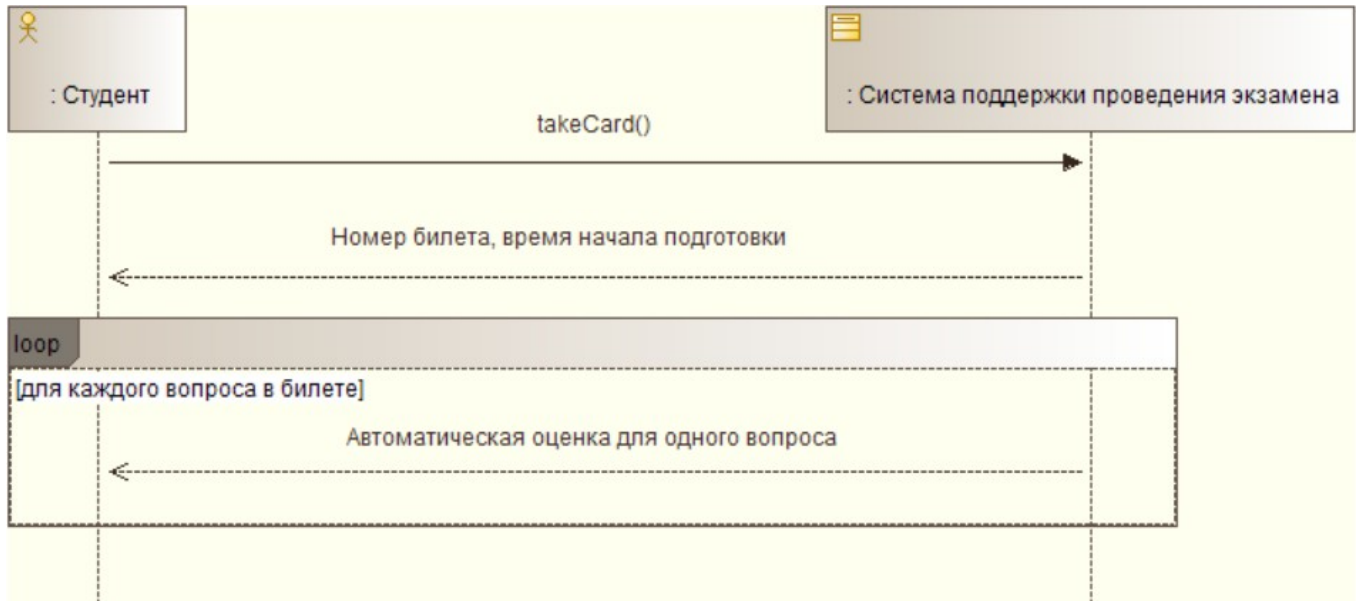 : Студент
: Система поддержки проведения экзамена
takeCard()
Номер билета, время начала подготовки
loop
[для каждого вопроса в билете]
Автоматическая оценка для одного вопроса